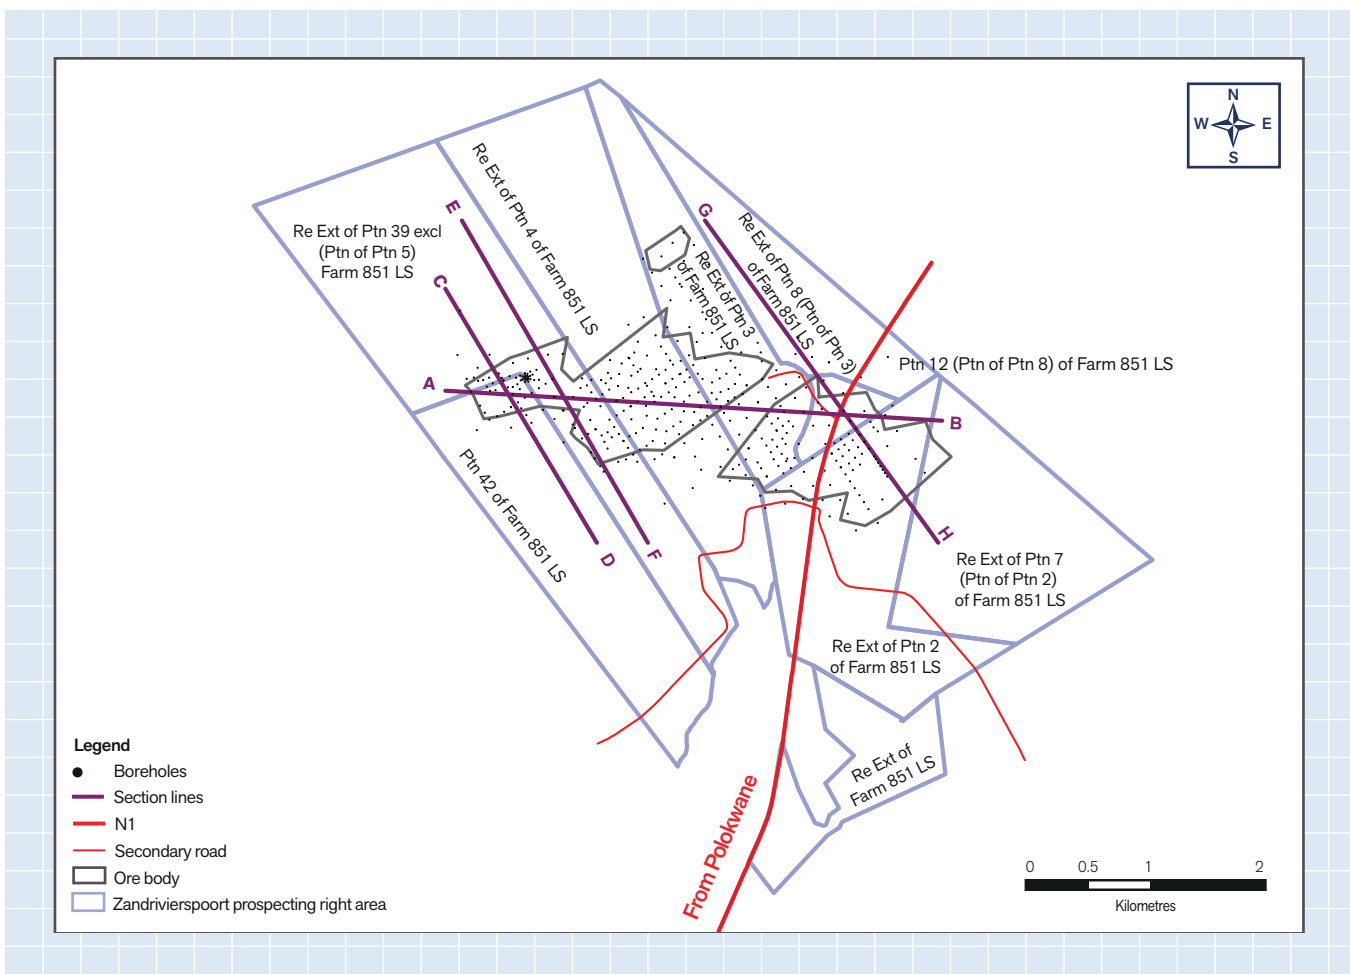 N
W E
S
E
Re Ext of Ptn 4 of Farm 851 LS
G
Re Ext of Ptn 39 excl
(Ptn of Ptn 5)
Farm 851 LS
Re Ext of Ptn 8 (Ptn of Ptn 3)
of Farm 851 LS
Re Ext of Ptn 3
of Farm 851 LS
C
Ptn 12 (Ptn of Ptn 8) of Farm 851 LS
A
B
Ptn 42 of Farm 851 LS
D
F
H
Re Ext of Ptn 7
(Ptn of Ptn 2)
of Farm 851 LS
Re Ext of Ptn 2
of Farm 851 LS
Re Ext of
Farm 851 LS
From Polokwane
Legend
Boreholes
Section lines
N1
Secondary road
Ore body
Zandrivierspoort prospecting right area
0 0.5 1 2
Kilometres